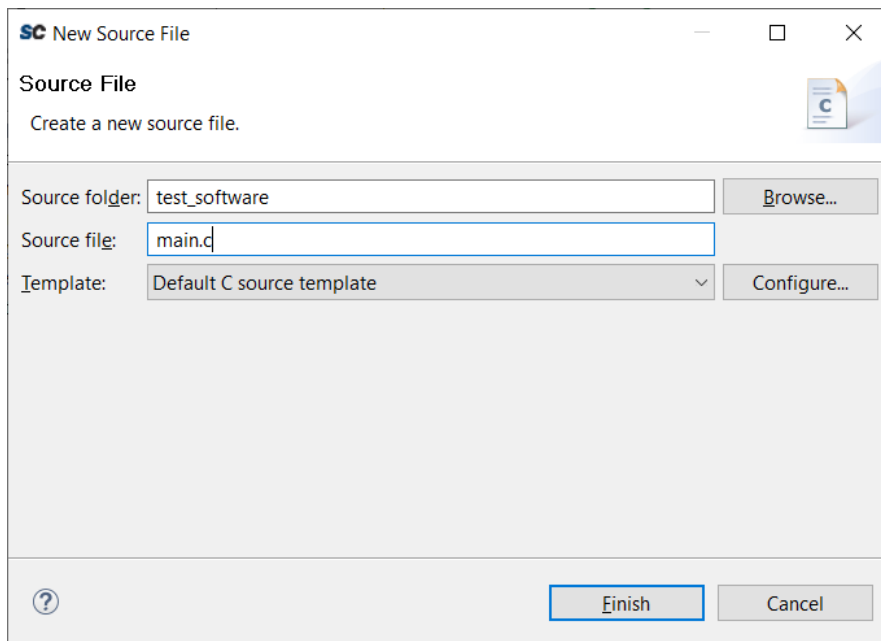 SC New Source File
Source File
Create a new source file.
C
Source folder: test_software Browse...
Source file: main.c
Template: Default C source template Configure...
? Finish Cancel